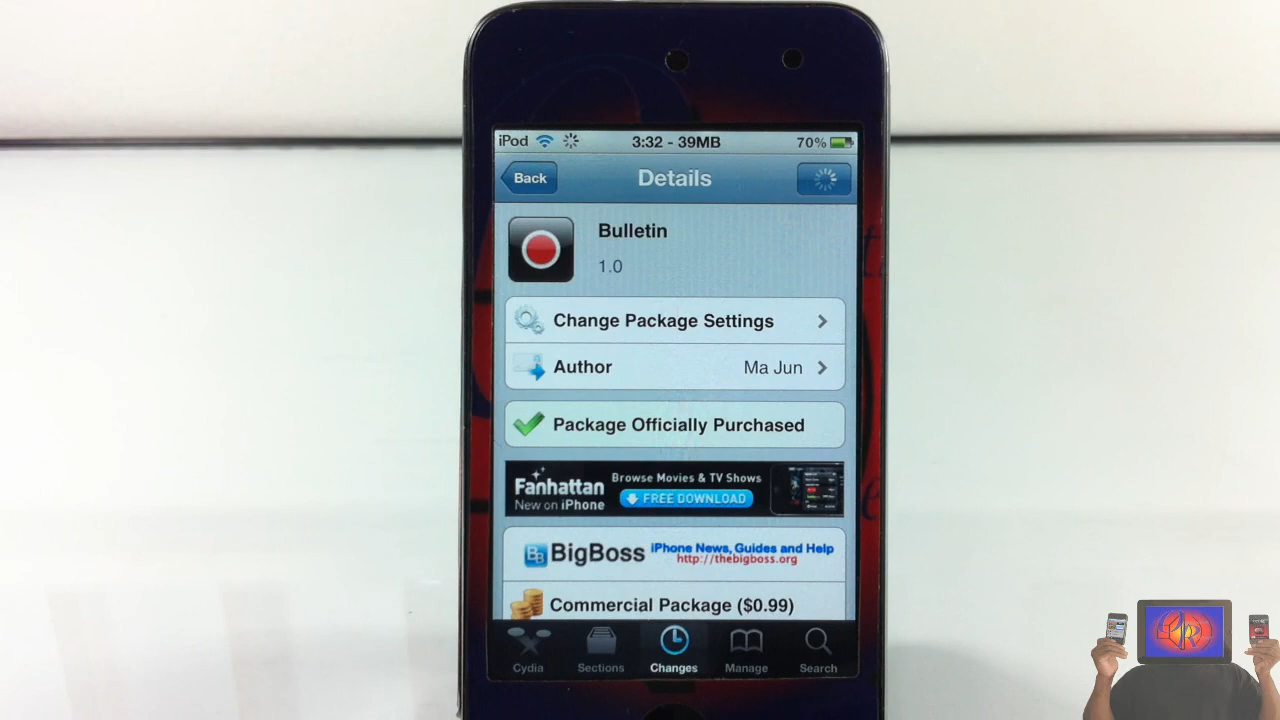 iPod 3:32 - 39MB 70%
Back Details
Bulletin
1.0
Change Package Settings
Author Ma Jun
Package Officially Purchased
Fanhattan
New on iPhone
Browse Movies & TV Shows
FREE DOWNLOAD
BigBoss
iPhone News, Guides and Help
http://thebigboss.org
Commercial Package ($0.99)
Cydia Sections Changes Manage Search